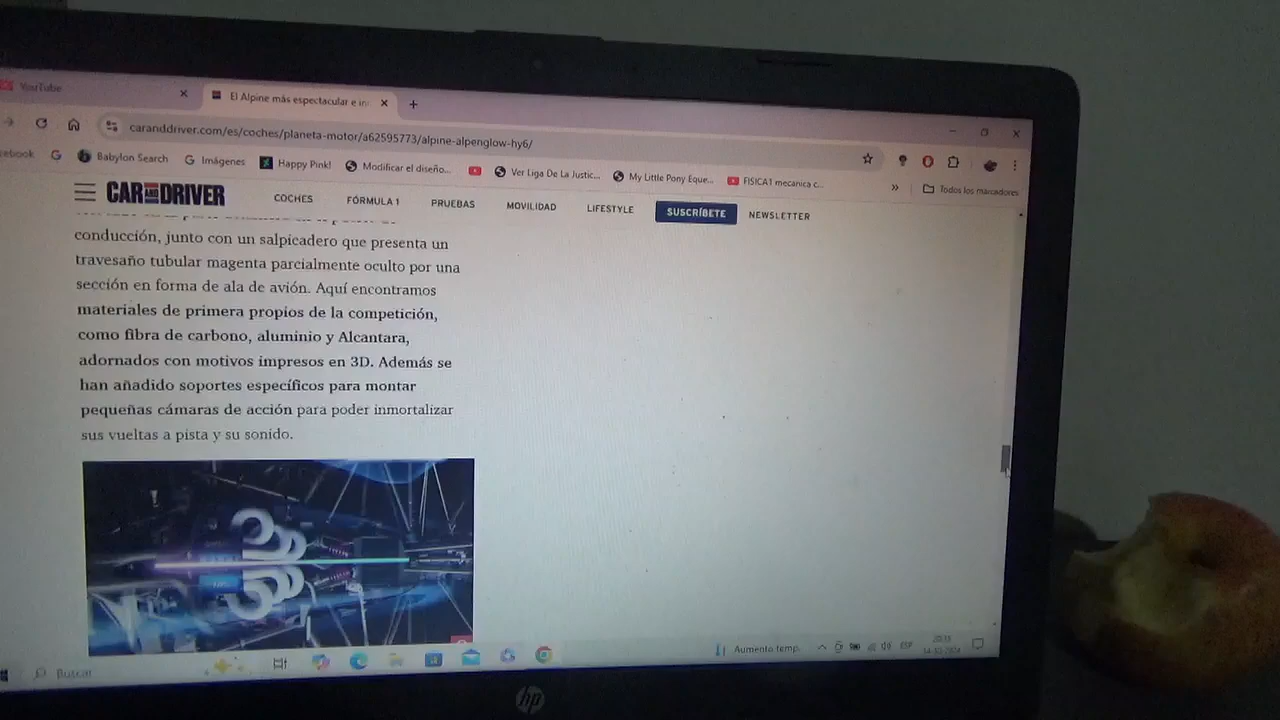 YouTube
El Alpine más espectacular e in
caranddriver.com/es/coches/planeta-motor/a62595773/alpine-alpenglow-hy6/
cebook
Babylon Search
Imágenes
Happy Pink!
Modificar el diseño...
Ver Liga De La Justic...
My Little Pony Eque...
FISICA1 mecanica c...
Todos los marcadores
CAR AND DRIVER
COCHES
FÓRMULA 1
PRUEBAS
MOVILIDAD
LIFESTYLE
SUSCRÍBETE
NEWSLETTER
conducción, junto con un salpicadero que presenta un
travesaño tubular magenta parcialmente oculto por una
sección en forma de ala de avión. Aquí encontramos
materiales de primera propios de la competición,
como fibra de carbono, aluminio y Alcantara,
adornados con motivos impresos en 3D. Además se
han añadido soportes específicos para montar
pequeñas cámaras de acción para poder inmortalizar
sus vueltas a pista y su sonido.
Buscar
Aumento temp.
ESP
hp